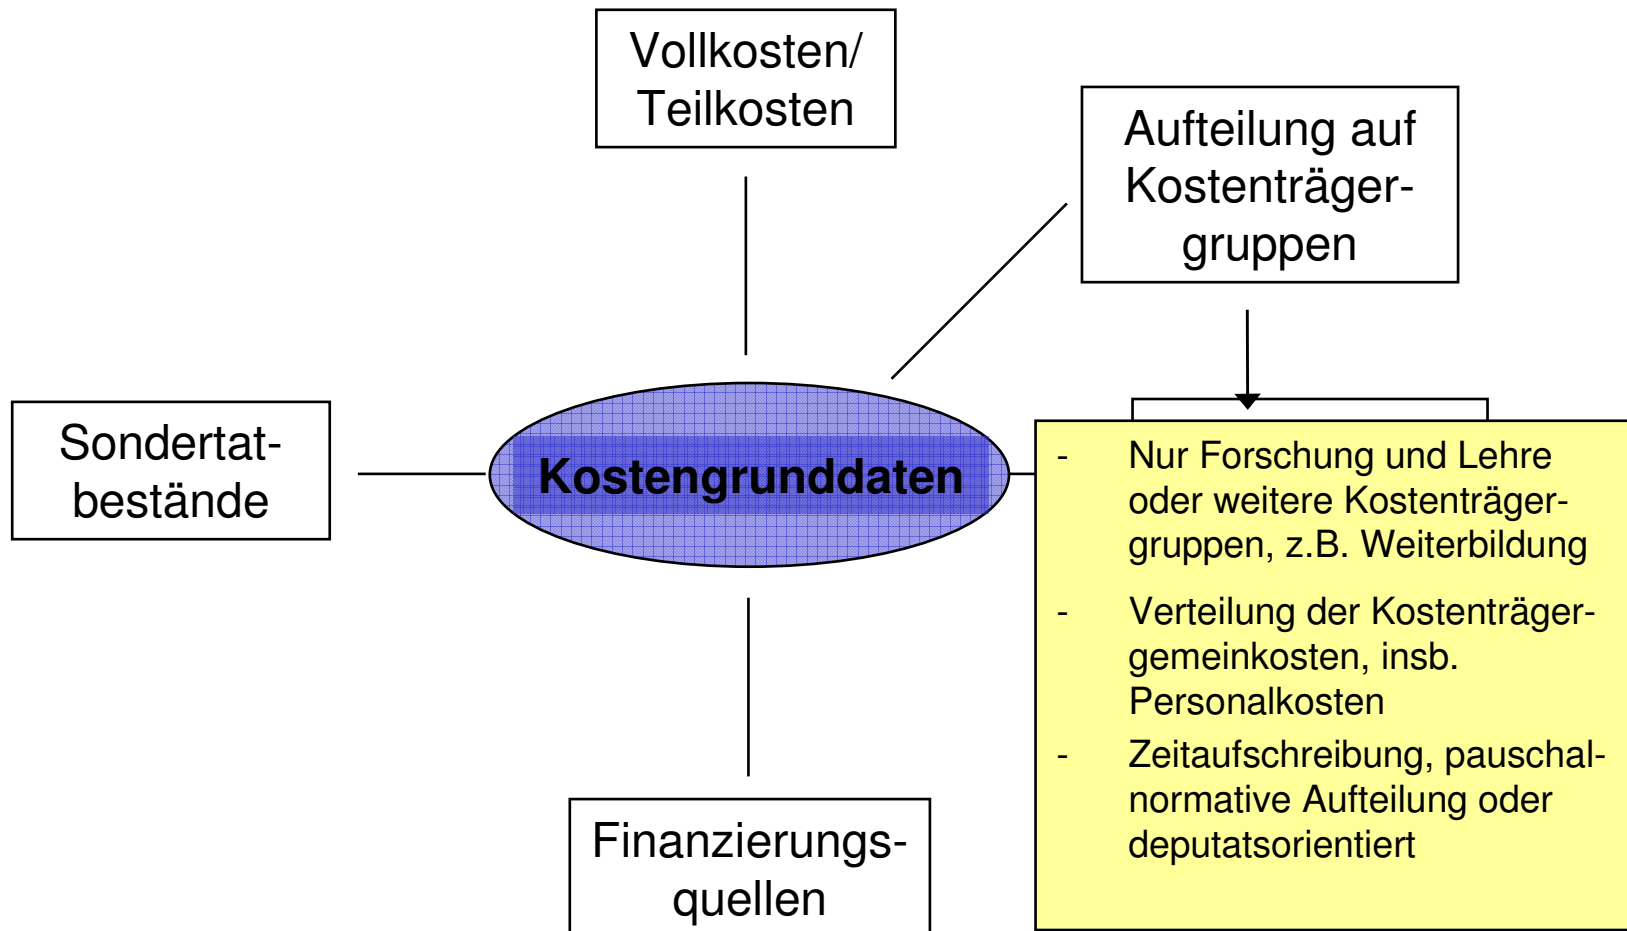 Vollkosten/
Teilkosten
Aufteilung auf
Kostenträger-
gruppen
Sondertat-
bestände
Kostengrunddaten
- Nur Forschung und Lehre
oder weitere Kostenträger-
gruppen, z.B. Weiterbildung
- Verteilung der Kostenträger-
gemeinkosten, insb.
Personalkosten
- Zeitaufschreibung, pauschal-
normative Aufteilung oder
deputatsorientiert
Finanzierungs-
quellen